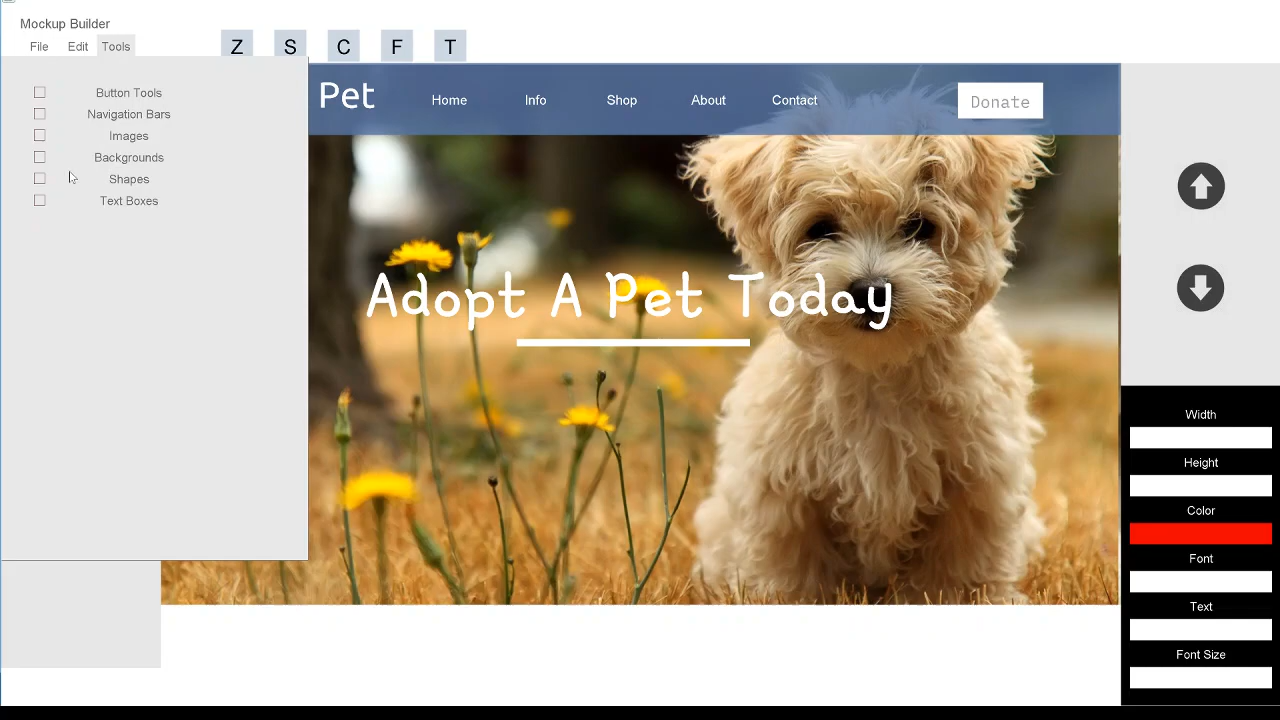 Mockup Builder
File Edit Tools
Z S C F T
Button Tools
Navigation Bars
Images
Backgrounds
Shapes
Text Boxes
Pet Home Info Shop About Contact Donate
Adopt A Pet Today
Width
Height
Color
Font
Text
Font Size